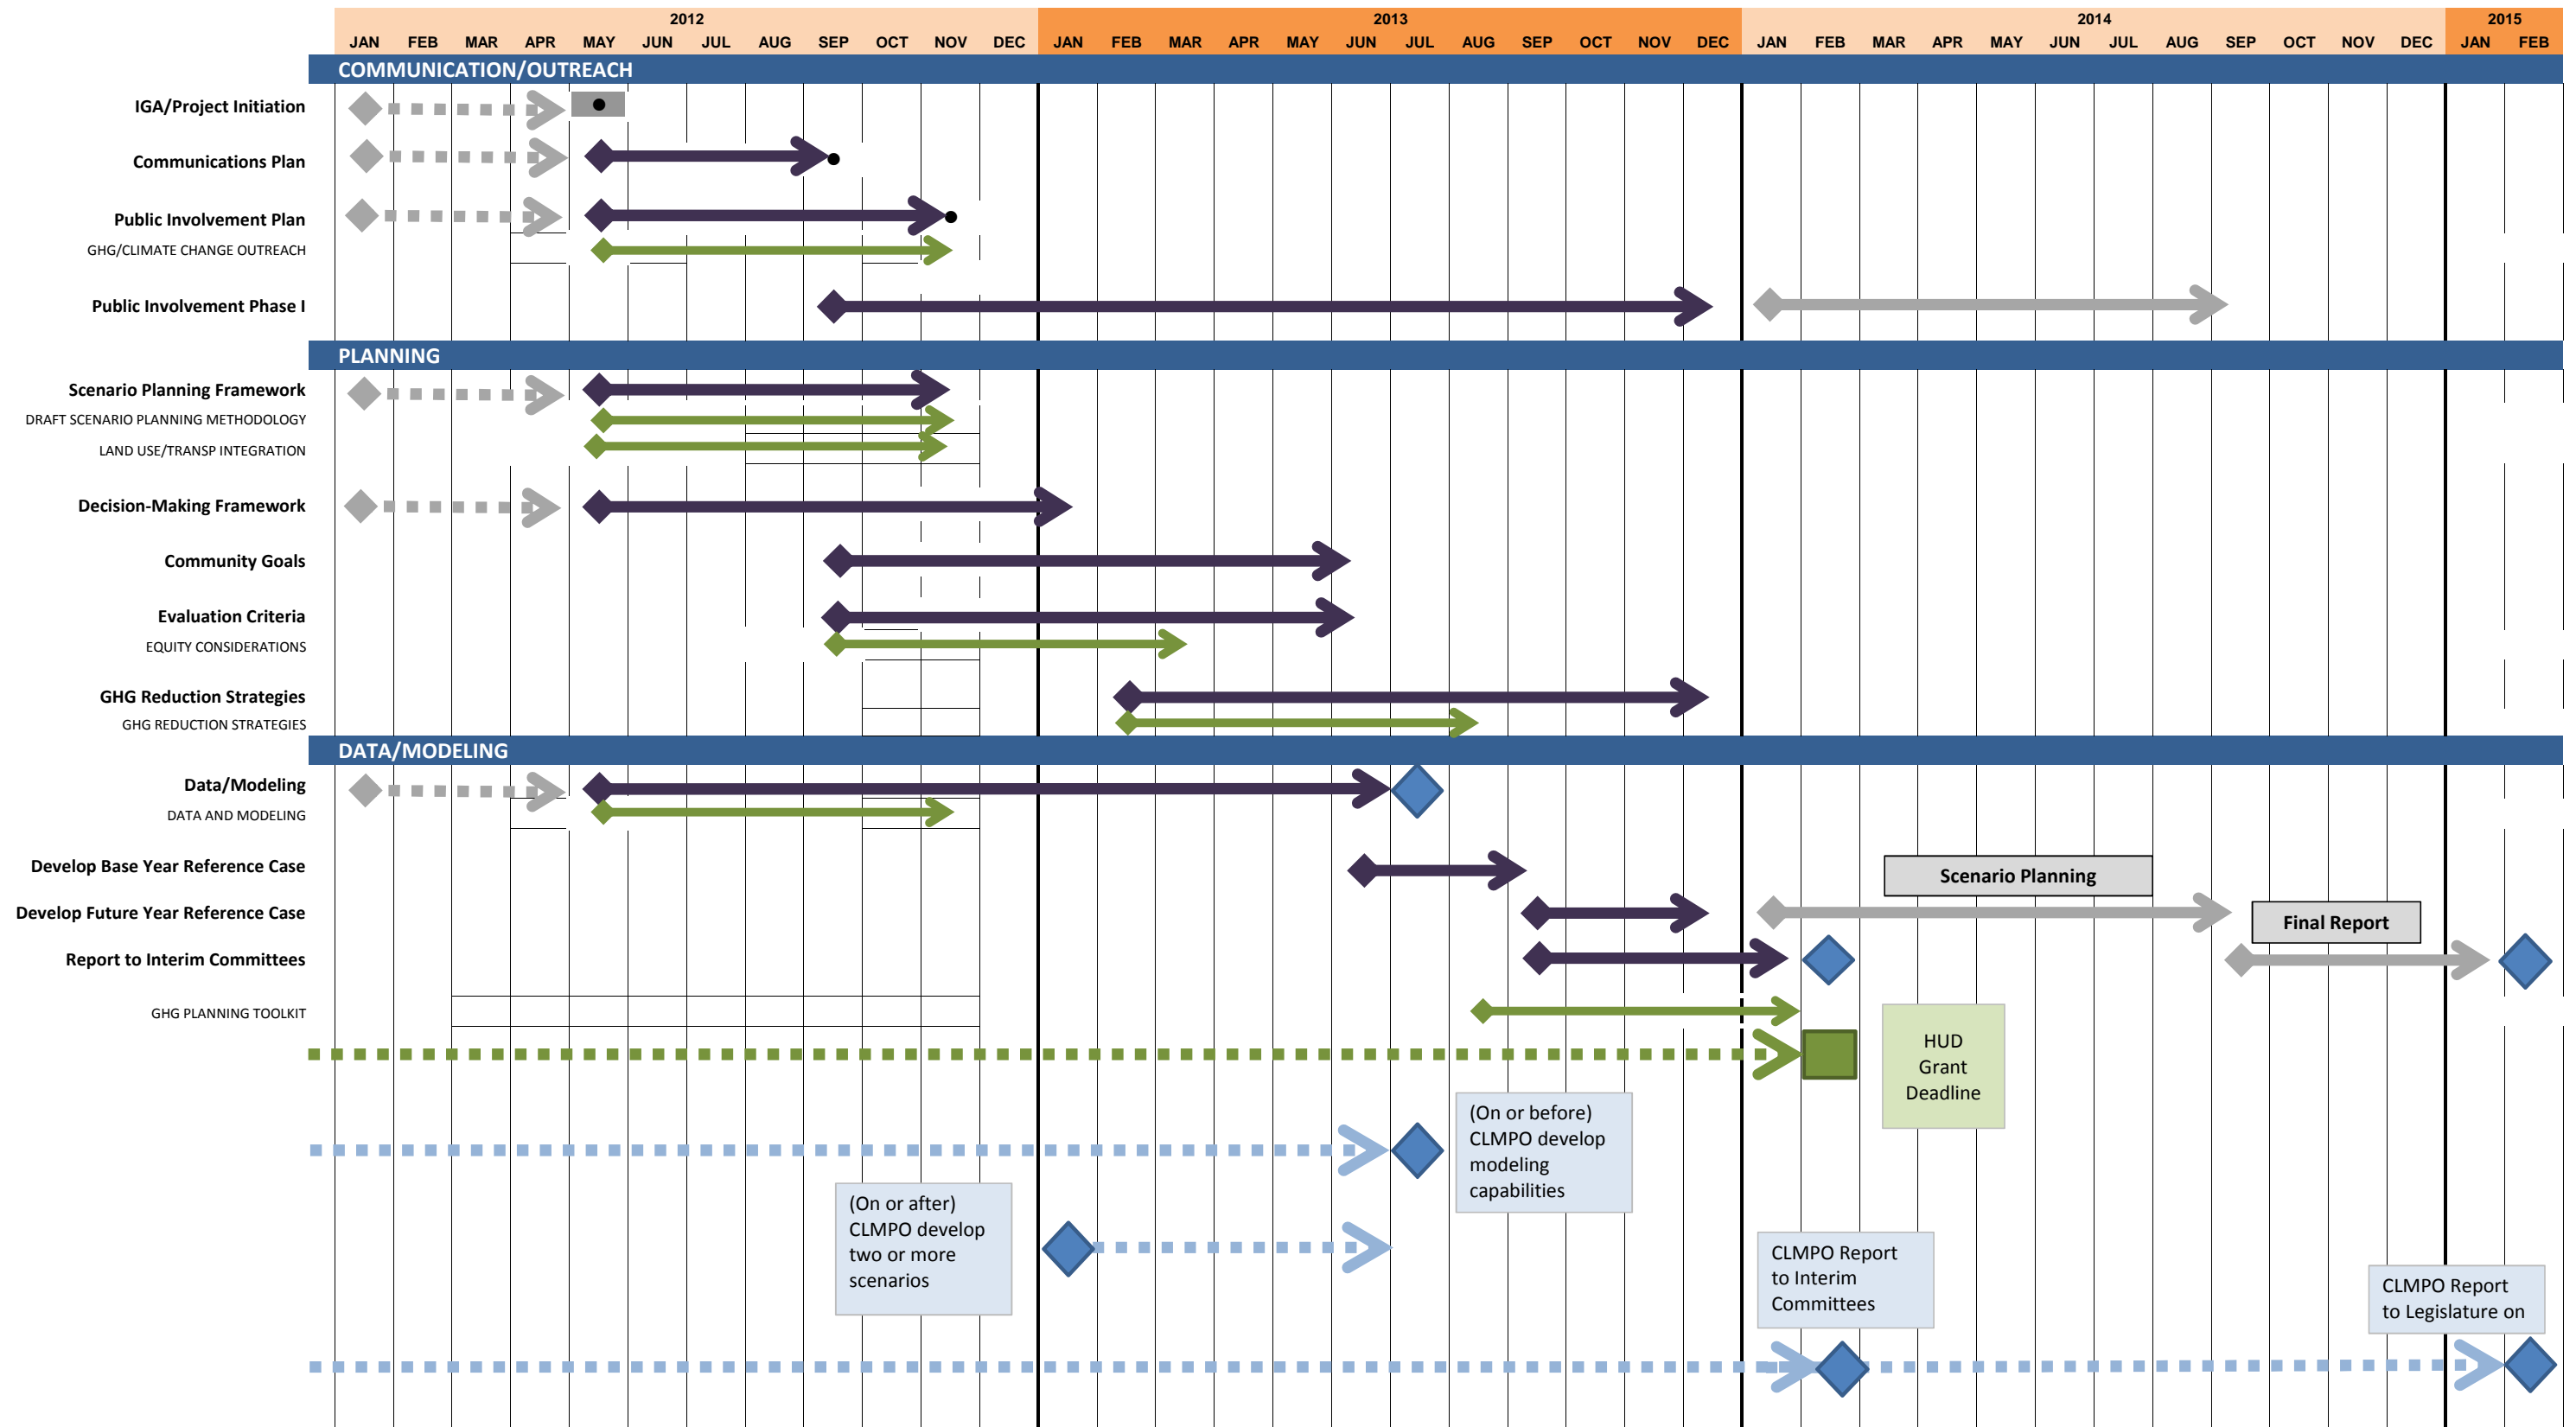 2012 2013 2014 2015
JAN FEB MAR APR MAY JUN JUL AUG SEP OCT NOV DEC JAN FEB MAR APR MAY JUN JUL AUG SEP OCT NOV DEC JAN FEB MAR APR MAY JUN JUL AUG SEP OCT NOV DEC JAN FEB
COMMUNICATION/OUTREACH
IGA/Project Initiation
Communications Plan
Public Involvement Plan
GHG/CLIMATE CHANGE OUTREACH
Public Involvement Phase I
PLANNING
Scenario Planning Framework
DRAFT SCENARIO PLANNING METHODOLOGY
LAND USE/TRANSP INTEGRATION
Decision-Making Framework
Community Goals
Evaluation Criteria
EQUITY CONSIDERATIONS
GHG Reduction Strategies
GHG REDUCTION STRATEGIES
DATA/MODELING
Data/Modeling
DATA AND MODELING
Develop Base Year Reference Case
Scenario Planning
Develop Future Year Reference Case
Final Report
Report to Interim Committees
GHG PLANNING TOOLKIT
HUD
Grant
Deadline
(On or before)
CLMPO develop
modeling
capabilities
(On or after)
CLMPO develop
two or more
scenarios
CLMPO Report
to Interim
Committees
CLMPO Report
to Legislature on